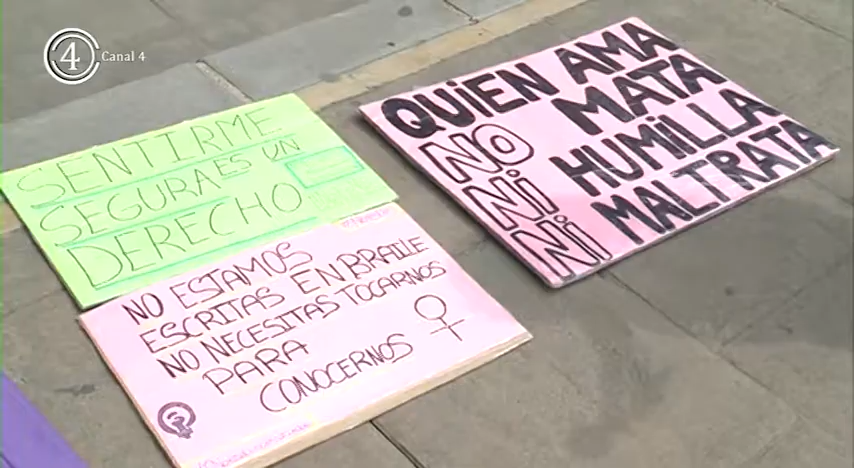 4 Canal 4
SENTIRME
SEGURA ES UN
DERECHO
NO ESTAMOS
ESCRITAS EN BRAILE
NO NECESITAS TOCARNOS
PARA
CONOCERNOS
QUIEN AMA
NO MATA
NI HUMILLA
NI MALTRATA